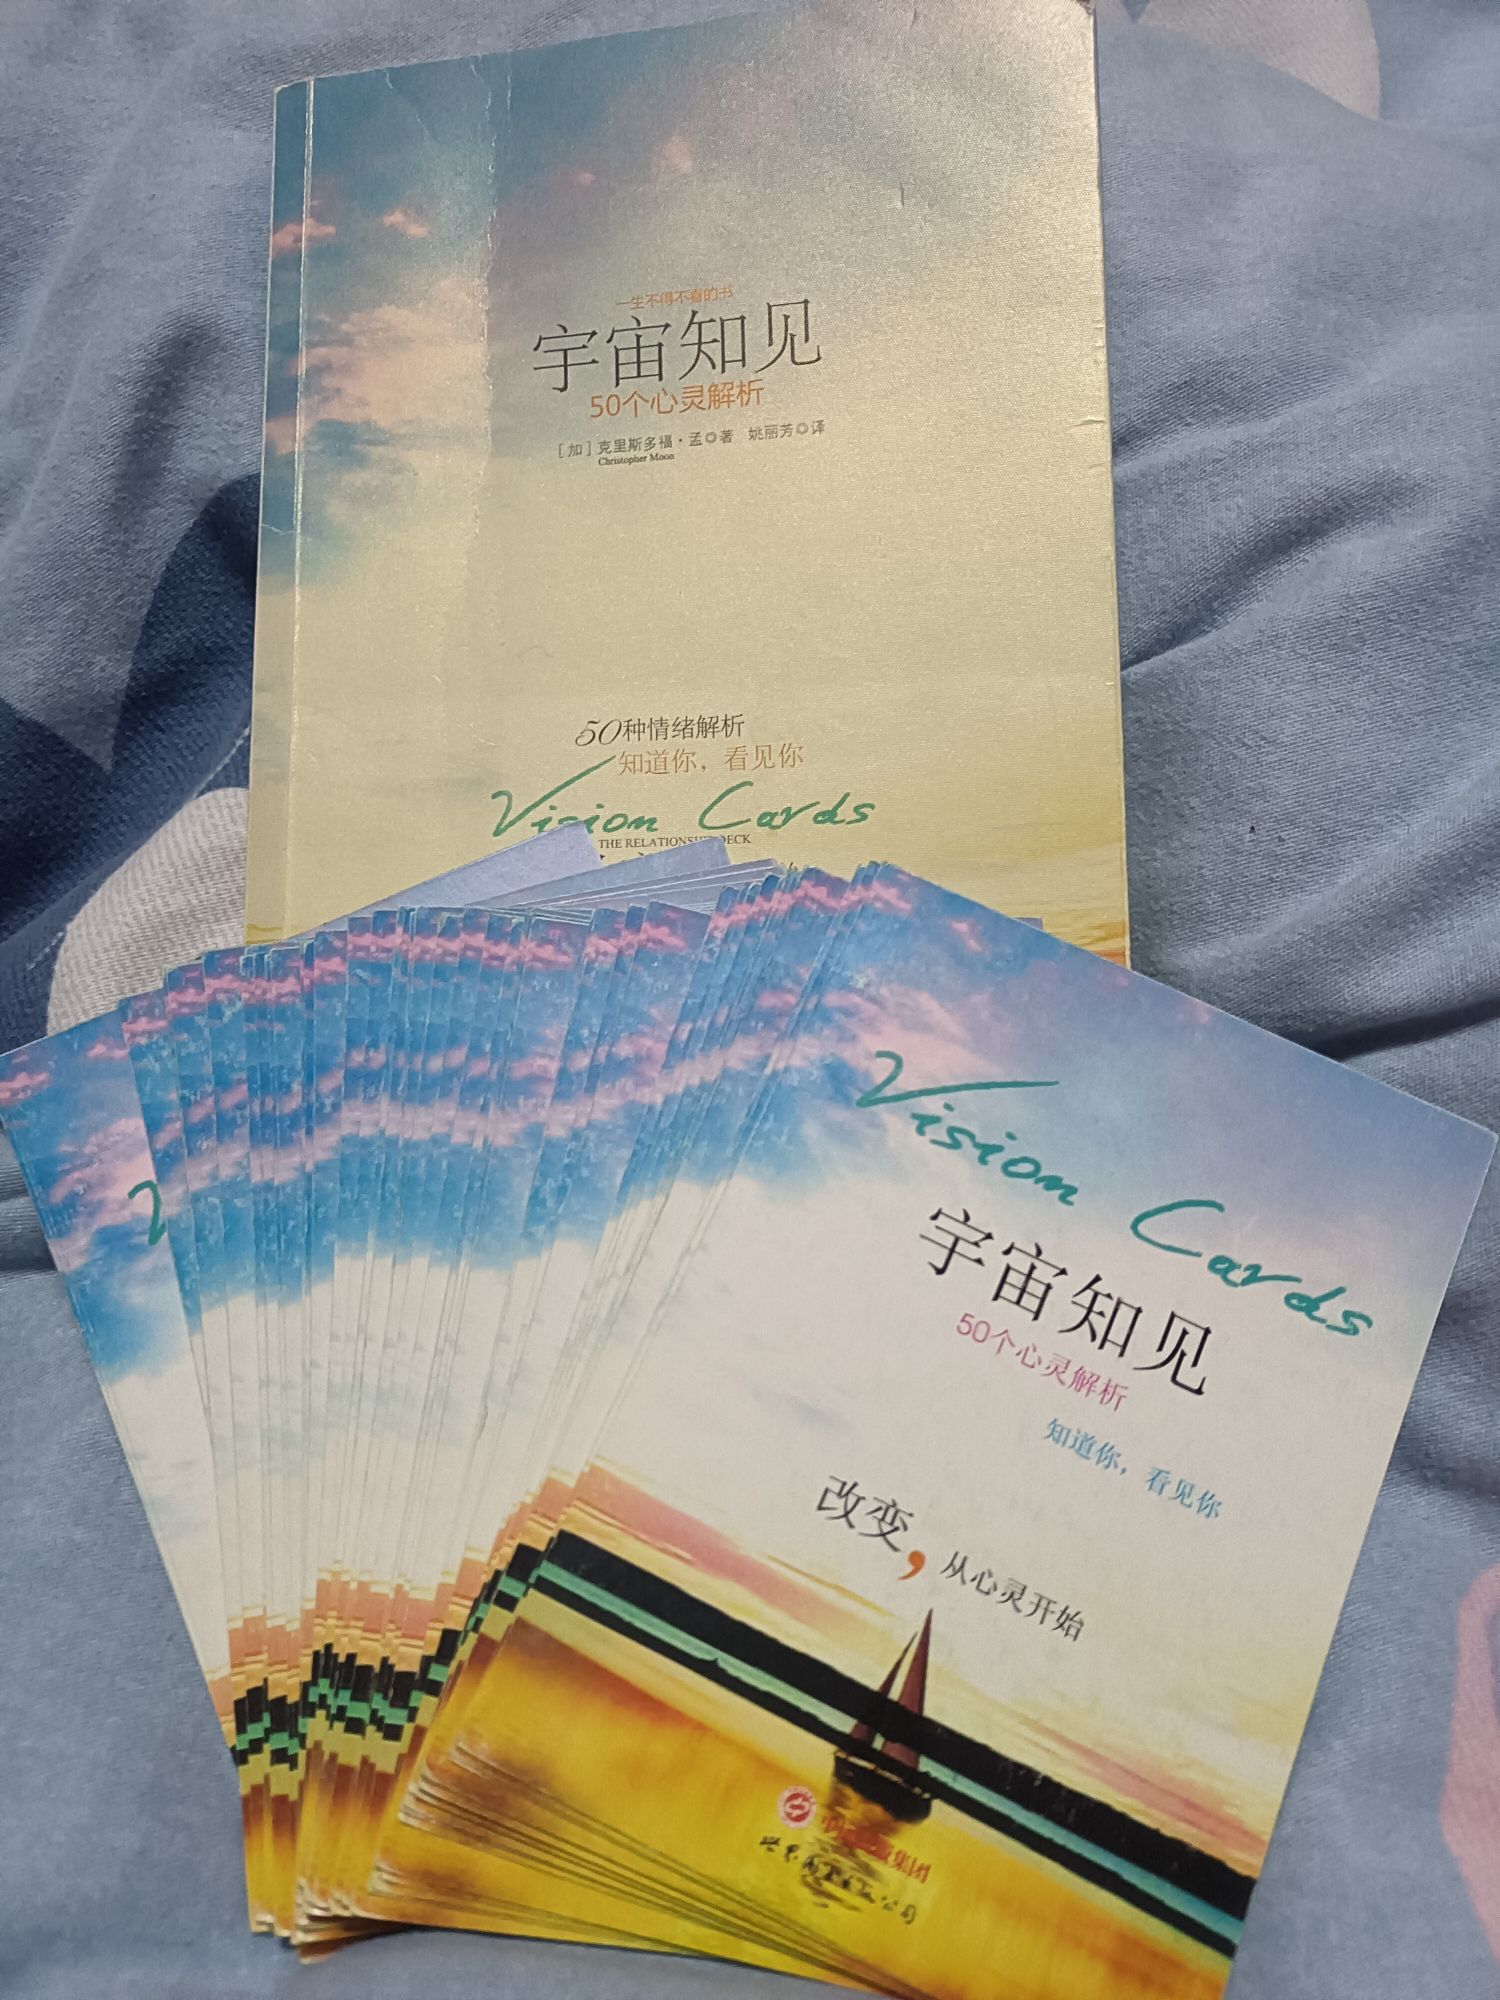 一生不得不看的书
宇宙知见
50个心灵解析
[加]克里斯多福·孟◎著 姚丽芳◎译
Christopher Moon
50种情绪解析
知道你，看见你
Vision Cards
THE RELATIONSHIP DECK
Vision Cards
宇宙知见
50个心灵解析
知道你，看见你
改变，从心灵开始
集团
公司